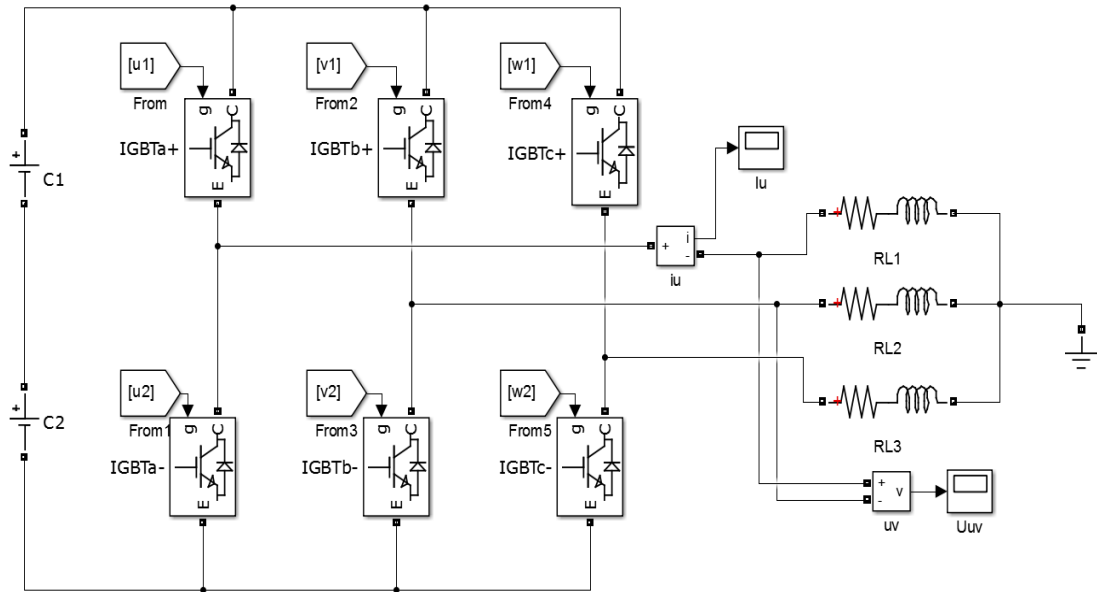 [u1]
From
g
C
IGBTa+
E
[v1]
From2
g
C
IGBTb+
E
[w1]
From4
g
C
IGBTc+
E
+
C1
+
C2
Iu
+
i
-
iu
+
RL1
+
RL2
+
RL3
[u2]
From1
g
C
IGBTa-
E
[v2]
From3
g
C
IGBTb-
E
[w2]
From5
g
C
IGBTc-
E
+
-
v
uv
Uuv